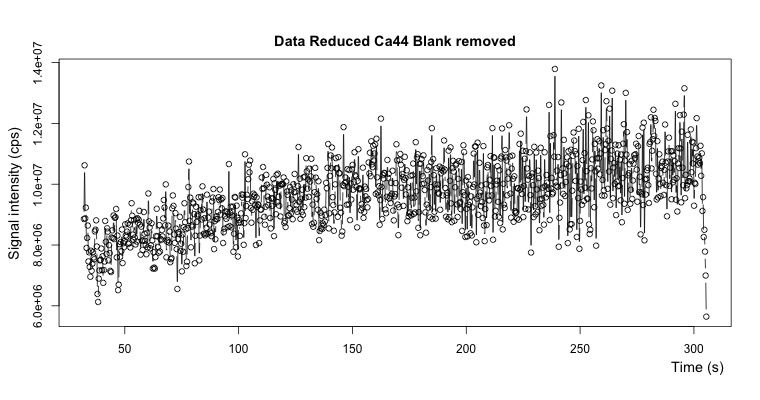 Data Reduced Ca44 Blank removed
Signal intensity (cps)
1.4e+07
1.2e+07
1.0e+07
8.0e+06
6.0e+06
50 100 150 200 250 300
Time (s)